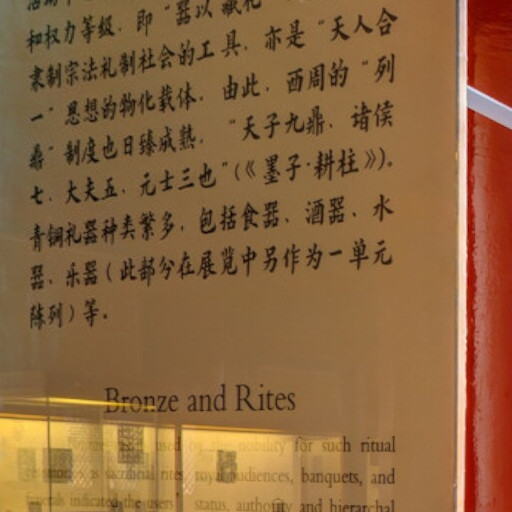 和权力等级，即“器以藏礼”，
隶制宗法礼制社会的工具，亦是“天人合
一”思想的物化载体。由此，西周的“列
鼎”制度也日臻成熟，“天子九鼎，诸侯
七，大夫五，元士三也”（《墨子·耕柱》）。
青铜礼器种类繁多，包括食器、酒器、水
器、乐器（此部分在展览中另作为一单元
陈列）等。
Bronze and Rites
used by the nobility for such ritual
as sacrificial rites, royal audiences, banquets, and
funerals indicated the users' status, authority and hierarchal